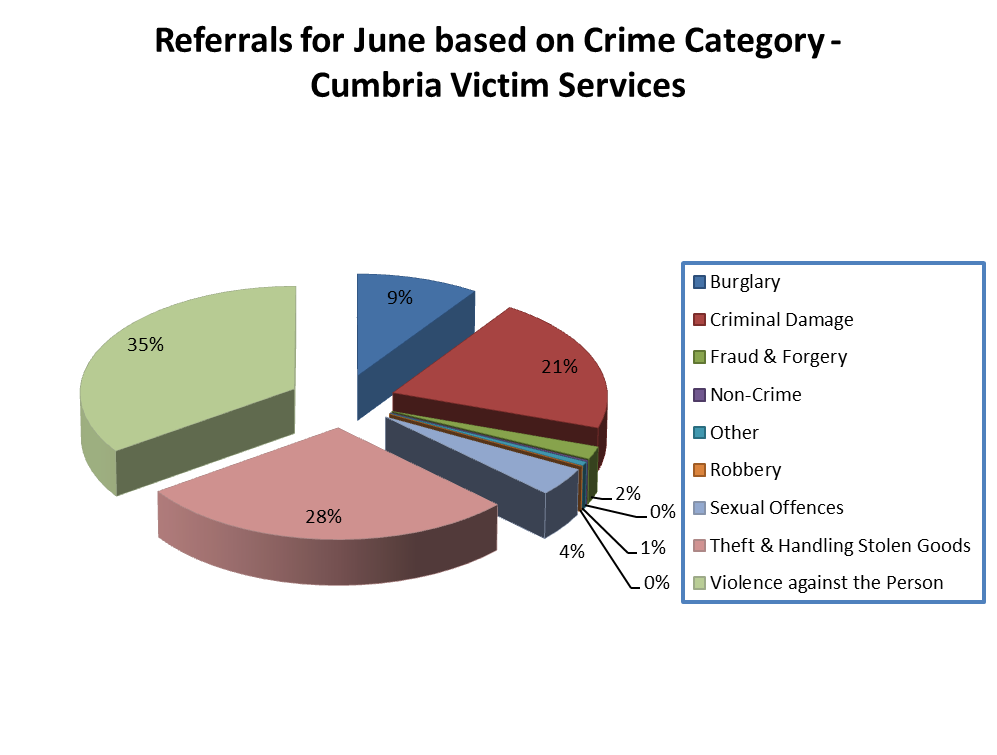 Referrals for June based on Crime Category -
Cumbria Victim Services
9%
21%
35%
28%
4%
2%
0%
1%
0%
Burglary
Criminal Damage
Fraud & Forgery
Non-Crime
Other
Robbery
Sexual Offences
Theft & Handling Stolen Goods
Violence against the Person